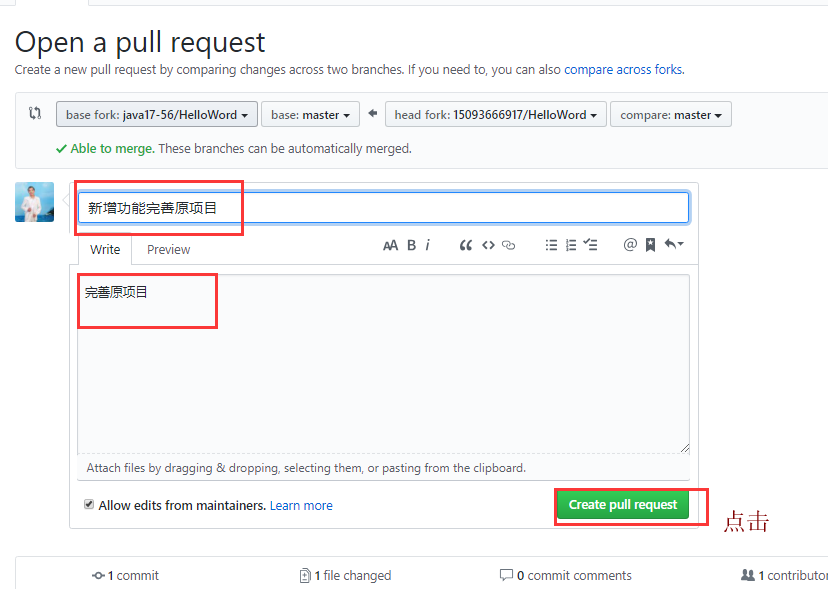 Open a pull request
Create a new pull request by comparing changes across two branches. If you need to, you can also compare across forks.
base fork: java17-56/HelloWord base: master head fork: 15093666917/HelloWord compare: master
Able to merge. These branches can be automatically merged.
新增功能完善原项目
Write Preview AA B i
完善原项目
Attach files by dragging & dropping, selecting them, or pasting from the clipboard.
Allow edits from maintainers. Learn more Create pull request
点击
1 commit 1 file changed 0 commit comments 1 contributor